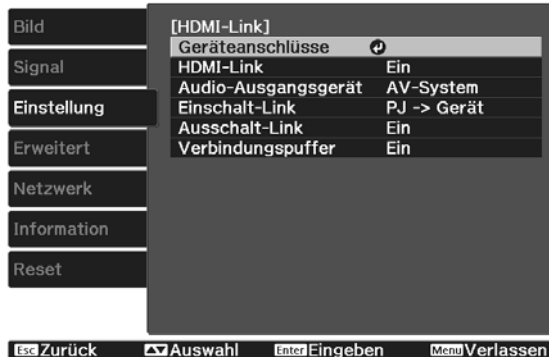 Bild
Signal
Einstellung
Erweitert
Netzwerk
Information
Reset
[HDMI-Link]
Geräteanschlüsse
HDMI-Link Ein
Audio-Ausgangsgerät AV-System
Einschalt-Link PJ -> Gerät
Ausschalt-Link Ein
Verbindungspuffer Ein
Esc Zurück Auswahl Enter Eingeben Menu Verlassen